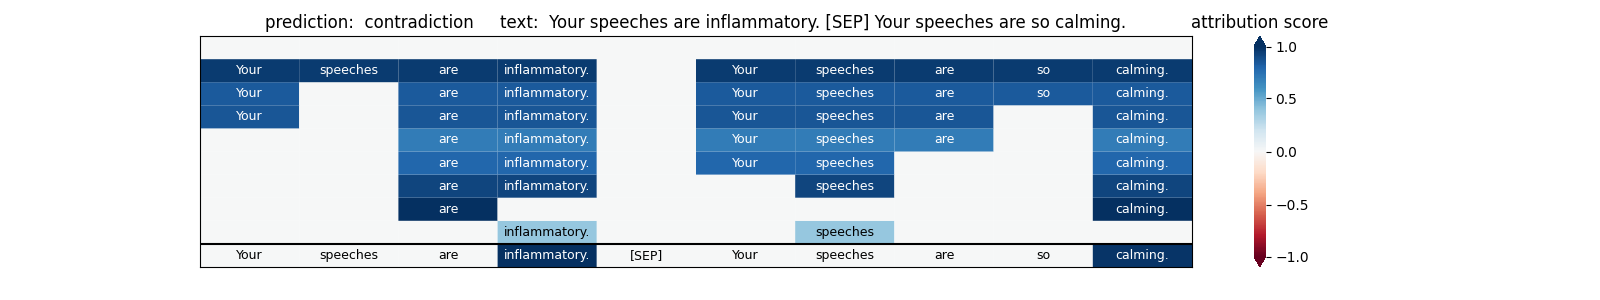 prediction:  contradiction     text:  Your speeches are inflammatory. [SEP] Your speeches are so calming.
attribution score
Your speeches are inflammatory. Your speeches are so calming.
Your are inflammatory. Your speeches are so calming.
Your are inflammatory. Your speeches are calming.
are inflammatory. Your speeches are calming.
are inflammatory. Your speeches calming.
are inflammatory. speeches calming.
are calming.
inflammatory. speeches
Your speeches are inflammatory. [SEP] Your speeches are so calming.
1.0
0.5
0.0
−0.5
−1.0